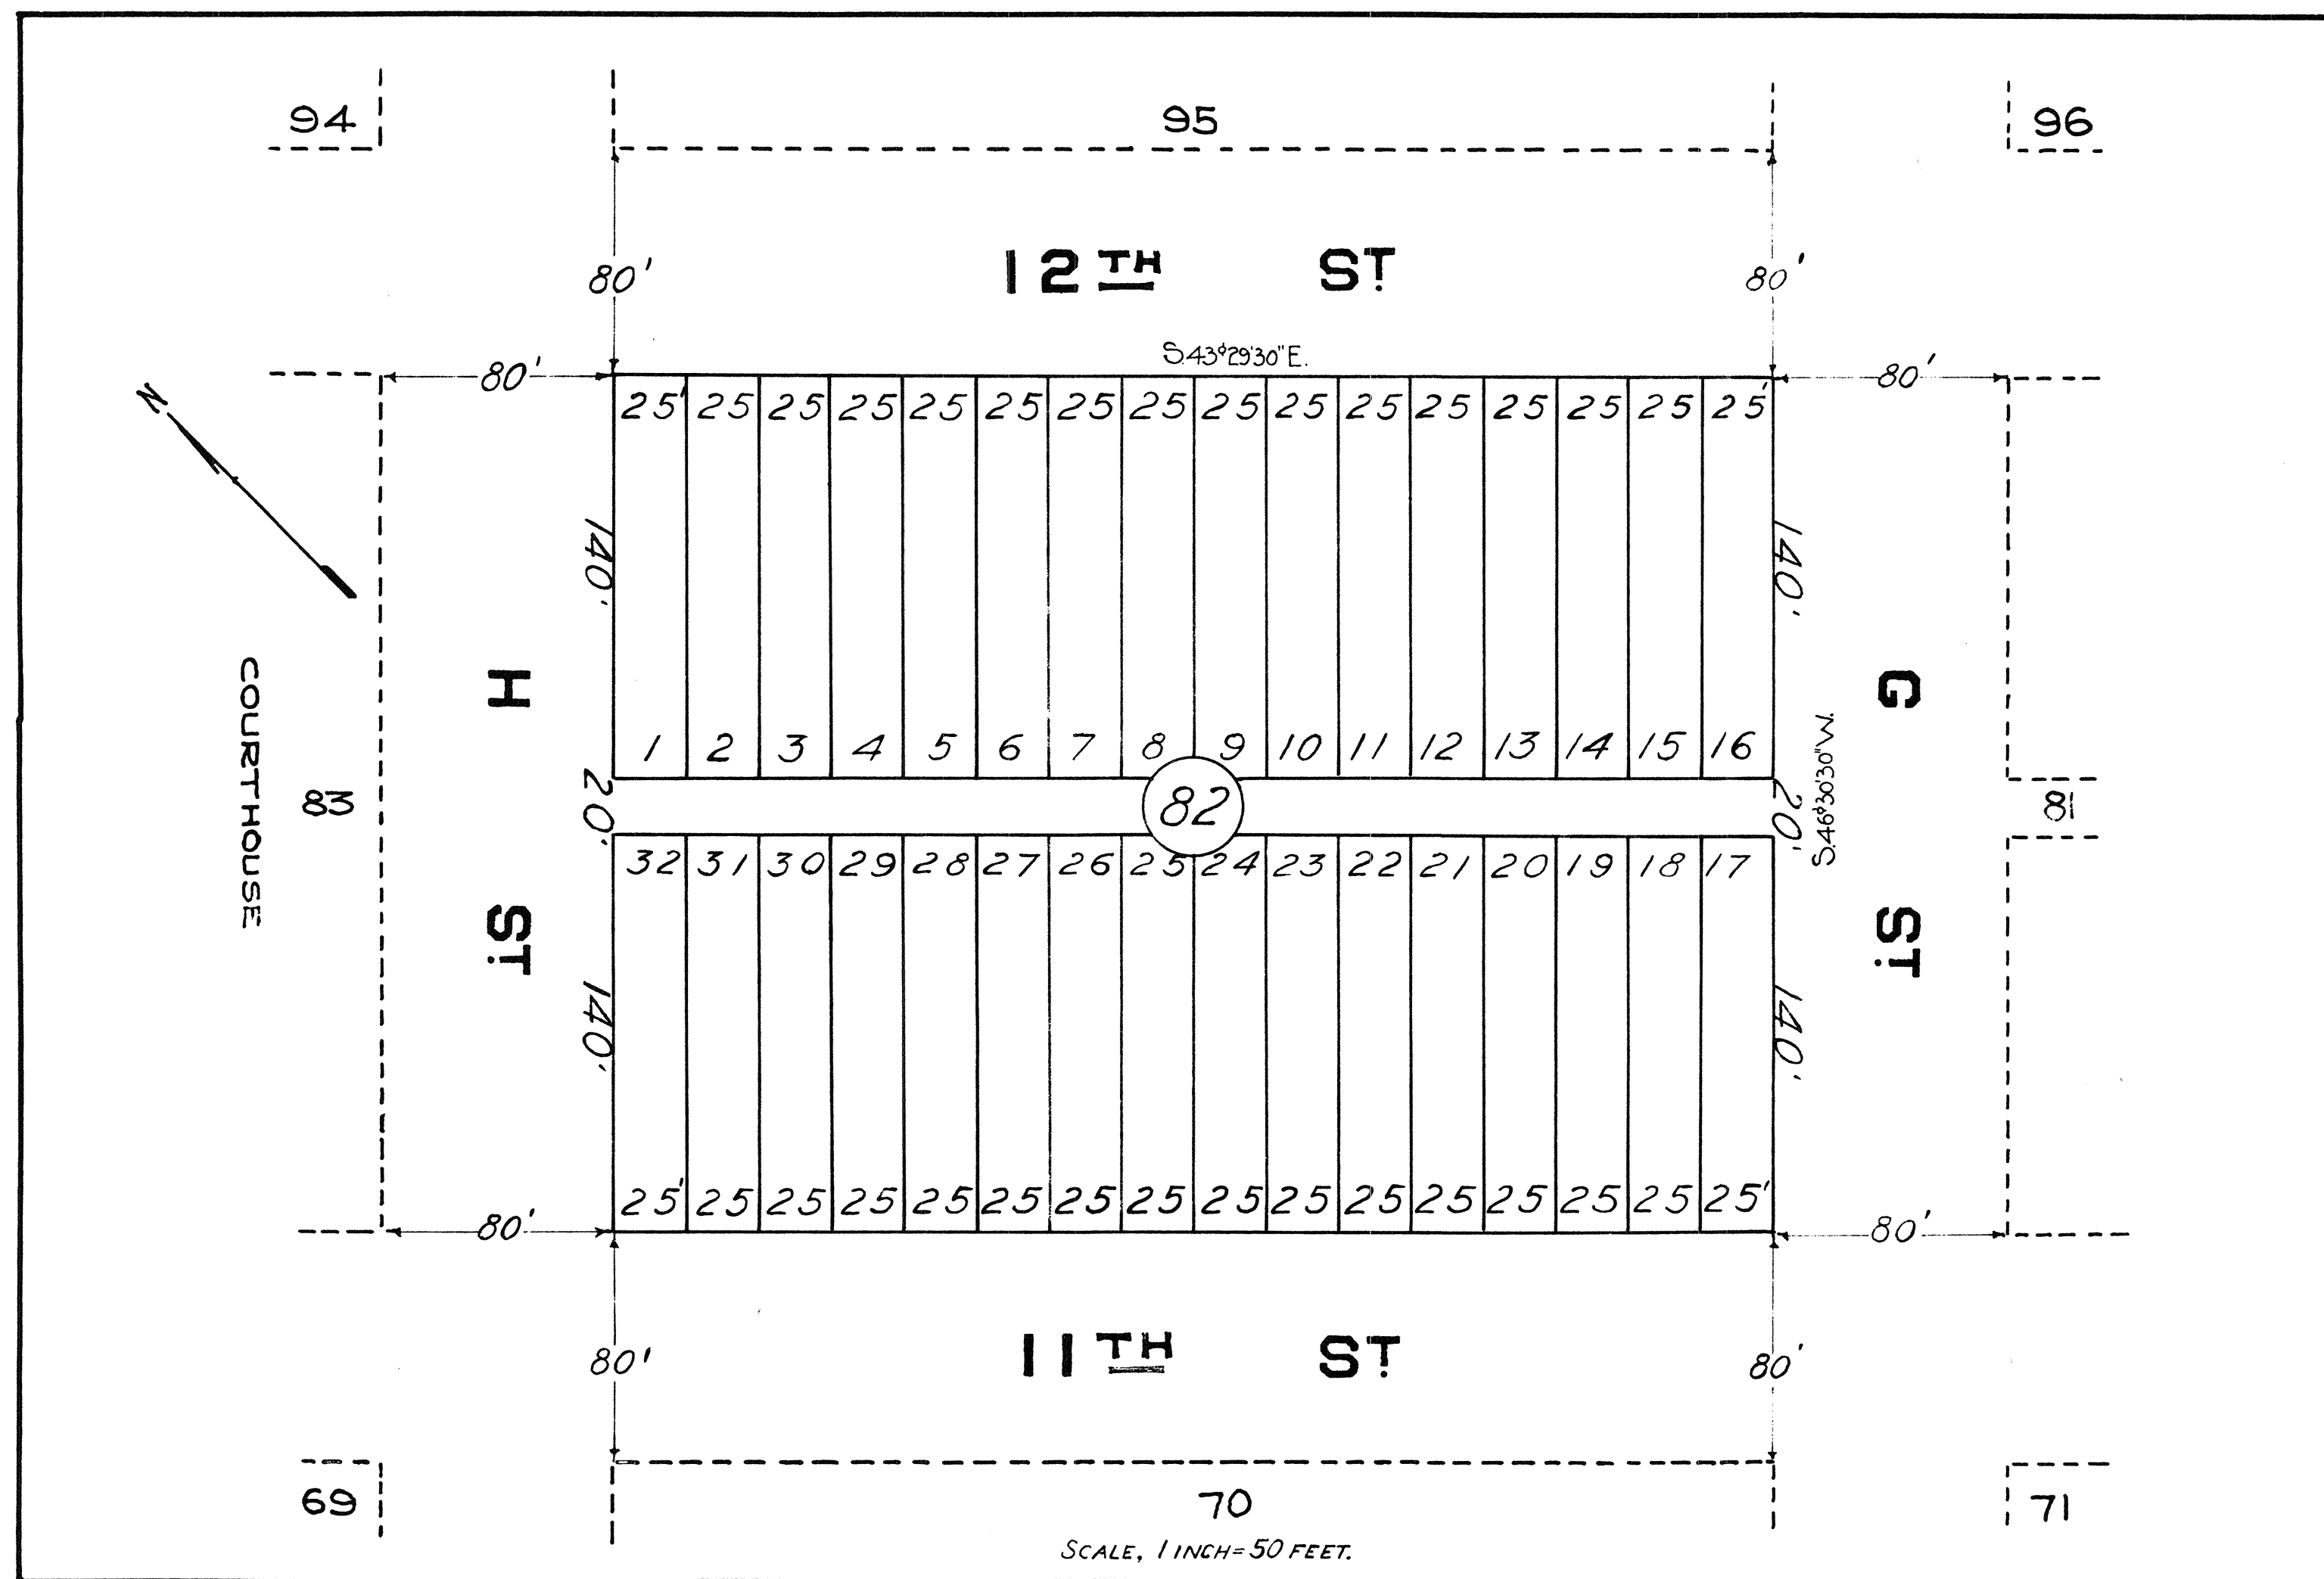 94 95 96
12TH ST
80' 80'
S.43°29'30"E.
80' 80'
N
25' 25 25 25 25 25 25 25 25 25 25 25 25 25 25 25'
140' 140'
H ST
G ST
COURTHOUSE
1 2 3 4 5 6 7 8 9 10 11 12 13 14 15 16
83 20' 82 20' S.46°30'30"W. 81
32 31 30 29 28 27 26 25 24 23 22 21 20 19 18 17
140' 140'
25' 25 25 25 25 25 25 25 25 25 25 25 25 25 25 25'
80' 80'
11TH ST
80' 80'
69 70 71
SCALE, 1 INCH = 50 FEET.